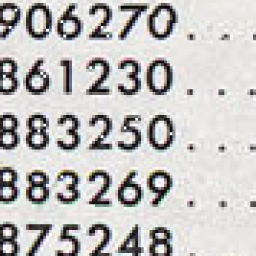 906270 . . .
861230 . . .
883250 . . .
883269 . . .
875248 . . .